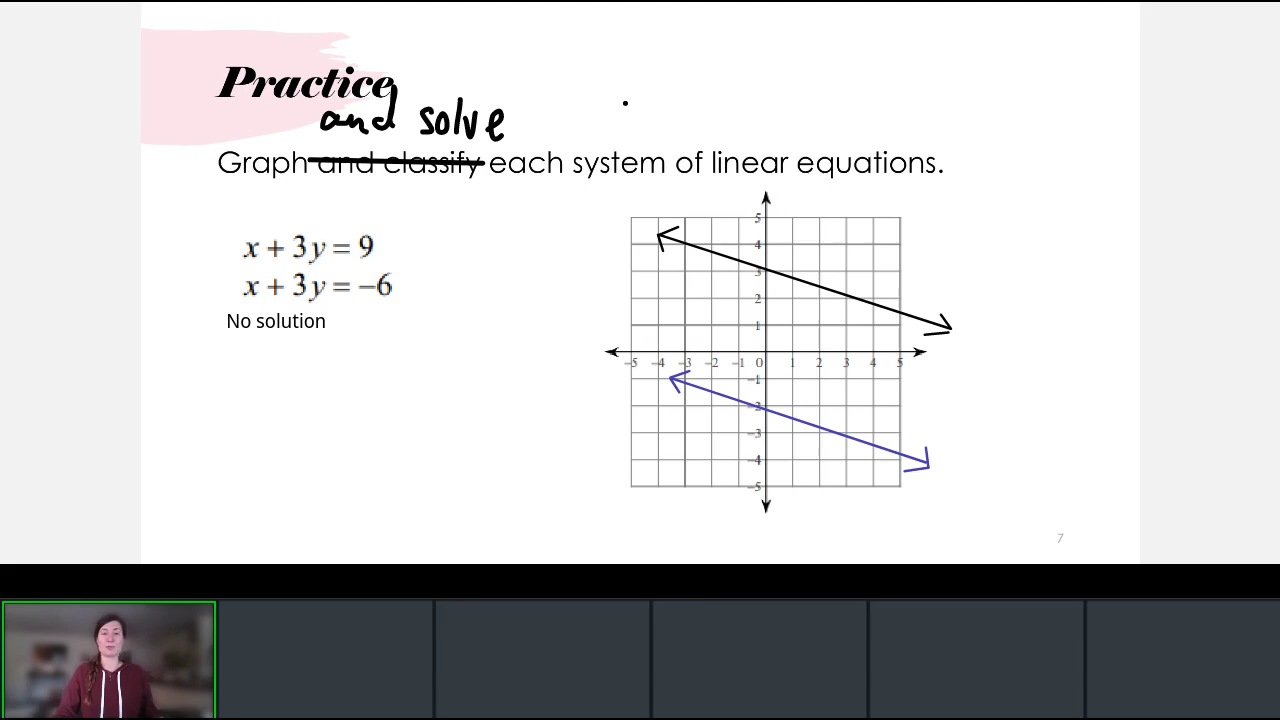 Practice
and solve
Graph and classify each system of linear equations.
x + 3y = 9
x + 3y = −6
No solution
5
4
3
2
1
−5 −4 −3 −2 −1 0 1 2 3 4 5
−1
−2
−3
−4
−5
7